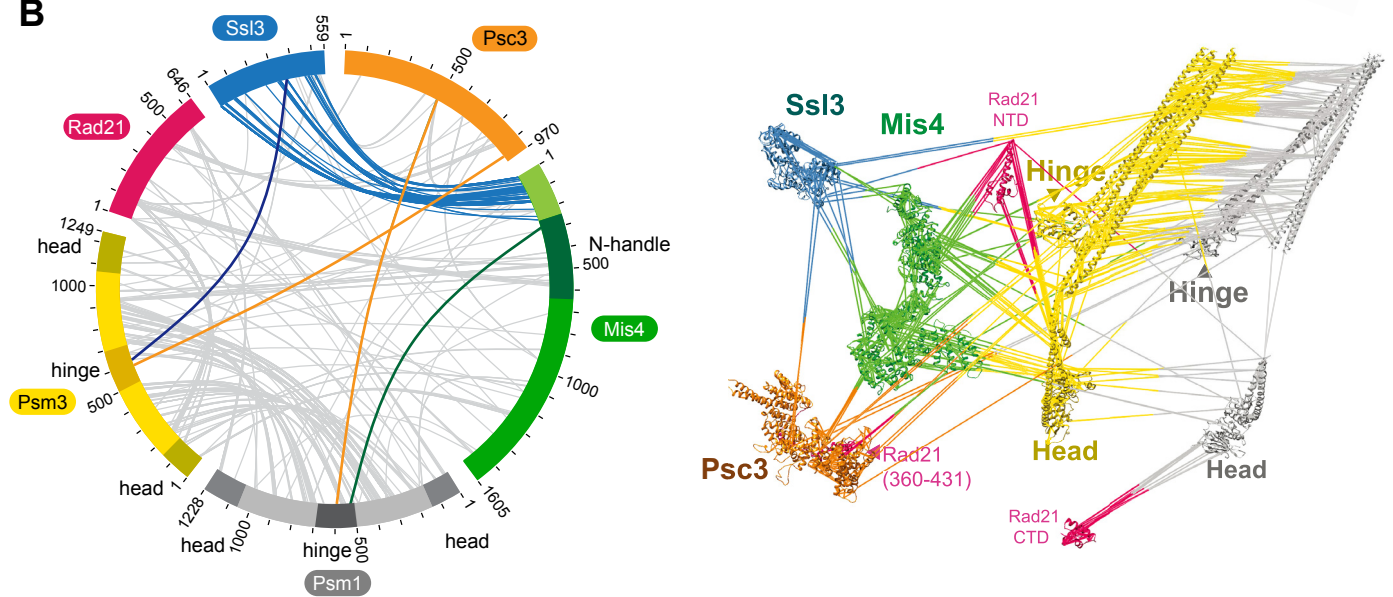 B
Ssl3
559
1
Psc3
500
1
646
500
Rad21
970
1
1
1249
head
N-handle
500
1000
Mis4
hinge
500
Psm3
1000
head
1
1228
head
1000
hinge
500
Psm1
1
head
1605
Ssl3
Mis4
Rad21
NTD
Hinge
Hinge
Psc3
Rad21
(360-431)
Head
Head
Rad21
CTD